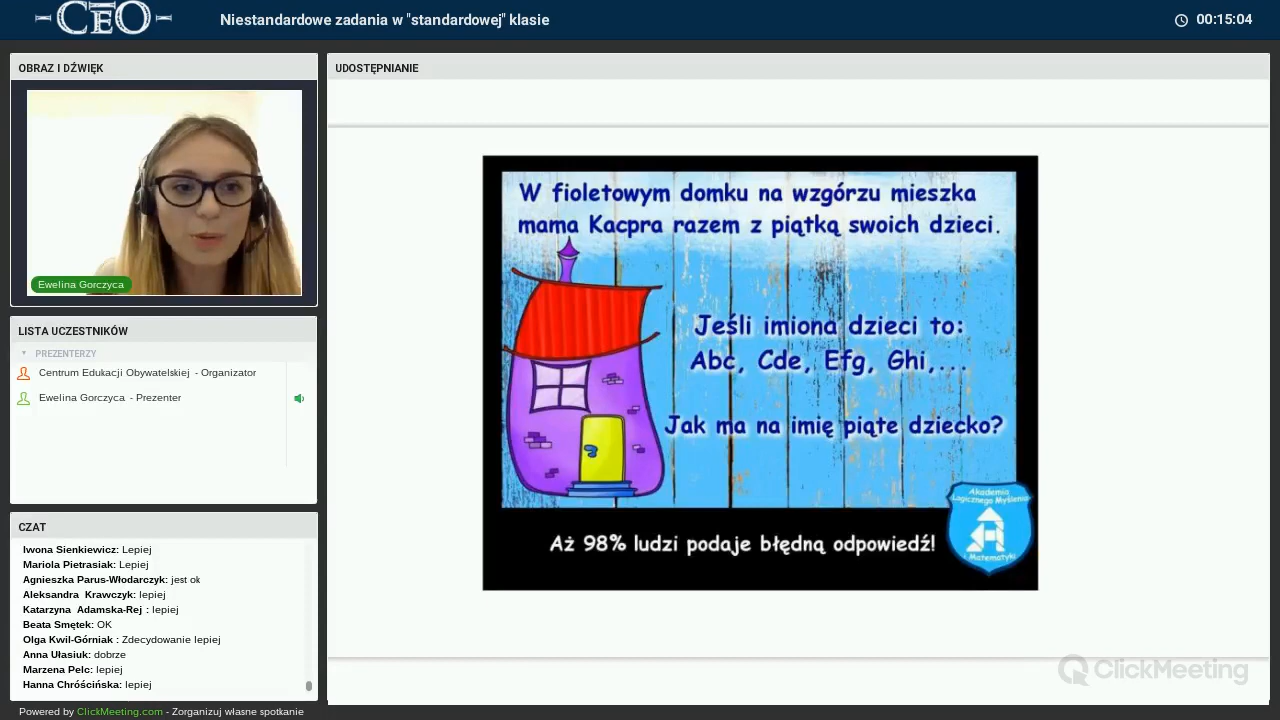 CEO
Niestandardowe zadania w "standardowej" klasie
00:15:04
OBRAZ I DŹWIĘK
Ewelina Gorczyca
LISTA UCZESTNIKÓW
PREZENTERZY
Centrum Edukacji Obywatelskiej - Organizator
Ewelina Gorczyca - Prezenter
CZAT
Iwona Sienkiewicz: Lepiej
Mariola Pietrasiak: Lepiej
Agnieszka Parus-Włodarczyk: jest ok
Aleksandra Krawczyk: lepiej
Katarzyna Adamska-Rej : lepiej
Beata Smętek: OK
Olga Kwil-Górniak : Zdecydowanie lepiej
Anna Ułasiuk: dobrze
Marzena Pelc: lepiej
Hanna Chróścińska: lepiej
Powered by ClickMeeting.com - Zorganizuj własne spotkanie
UDOSTĘPNIANIE
W fioletowym domku na wzgórzu mieszka
mama Kacpra razem z piątką swoich dzieci.
Jeśli imiona dzieci to:
Abc, Cde, Efg, Ghi,...
Jak ma na imię piąte dziecko?
Aż 98% ludzi podaje błędną odpowiedź!
Akademia
Logicznego Myślenia
i Matematyki
ClickMeeting